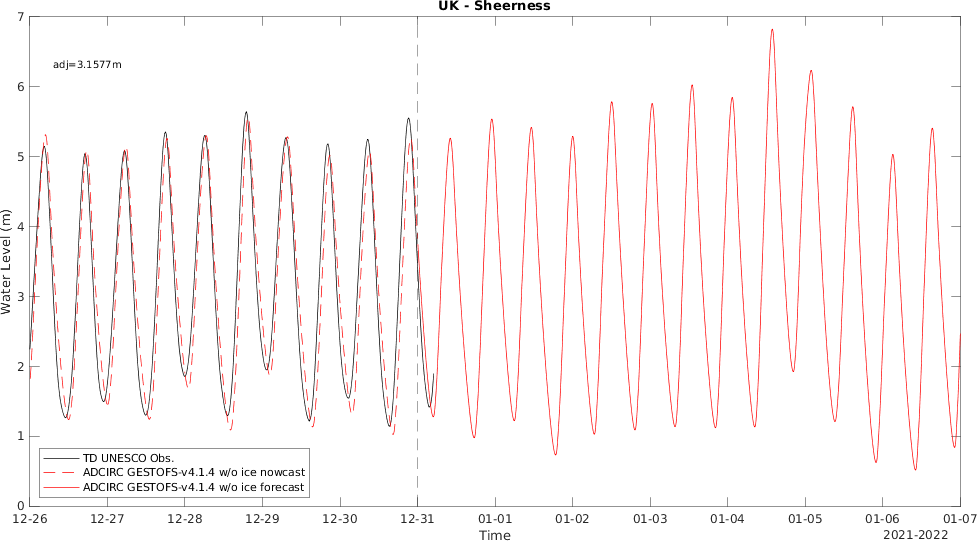 UK - Sheerness
7
6
5
4
3
2
1
0
Water Level (m)
adj=3.1577m
TD UNESCO Obs.
ADCIRC GESTOFS-v4.1.4 w/o ice nowcast
ADCIRC GESTOFS-v4.1.4 w/o ice forecast
12-26 12-27 12-28 12-29 12-30 12-31 01-01 01-02 01-03 01-04 01-05 01-06 01-07
Time
2021-2022